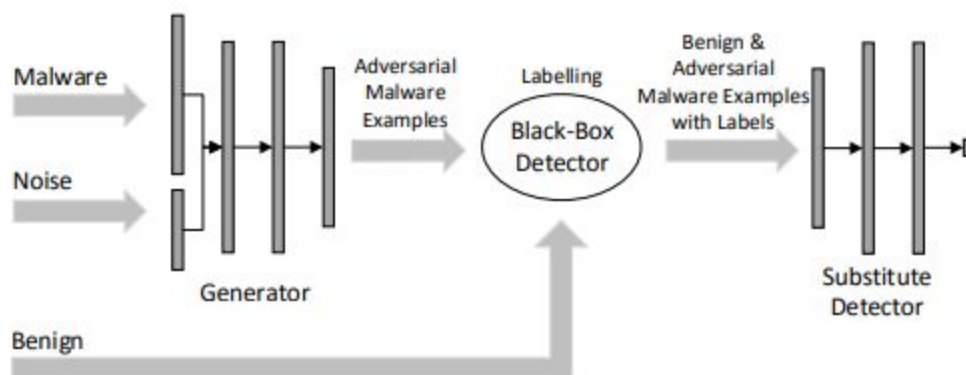 Malware
Noise
Generator
Adversarial
Malware
Examples
Labelling
Black-Box
Detector
Benign &
Adversarial
Malware Examples
with Labels
Substitute
Detector
Benign